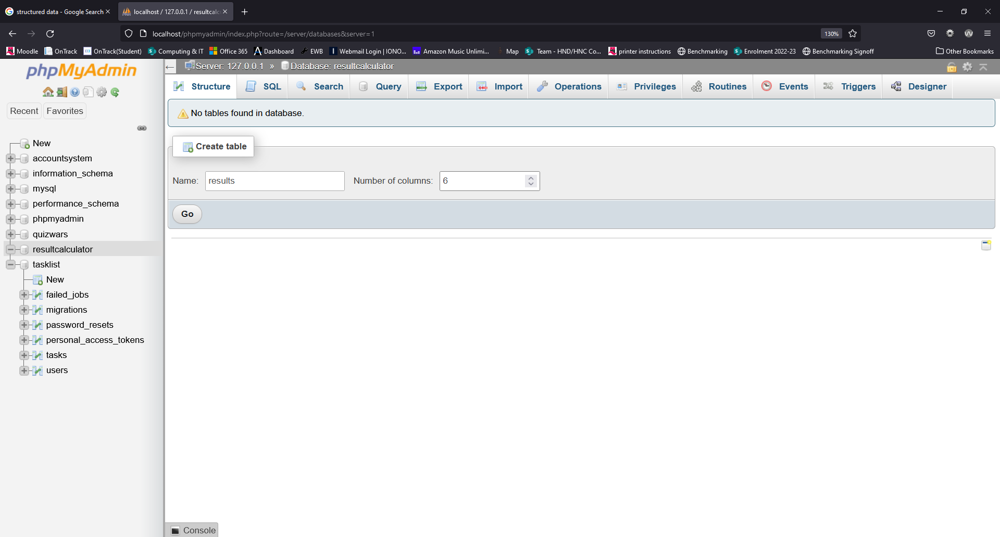 structured data - Google Search
localhost / 127.0.0.1 / resultcalc
localhost/phpmyadmin/index.php?route=/server/databases&server=1
130%
Moodle OnTrack OnTrack(Student) Computing & IT Office 365 Dashboard EWB Webmail Login | IONO... Amazon Music Unlimi... Map Team - HND/HNC Co... printer instructions Benchmarking Enrolment 2022-23 Benchmarking Signoff Other Bookmarks
phpMyAdmin
Recent Favorites
New
accountsystem
information_schema
mysql
performance_schema
phpmyadmin
quizwars
resultcalculator
tasklist
New
failed_jobs
migrations
password_resets
personal_access_tokens
tasks
users
Server: 127.0.0.1 » Database: resultcalculator
Structure SQL Search Query Export Import Operations Privileges Routines Events Triggers Designer
No tables found in database.
Create table
Name: results Number of columns: 6
Go
Console